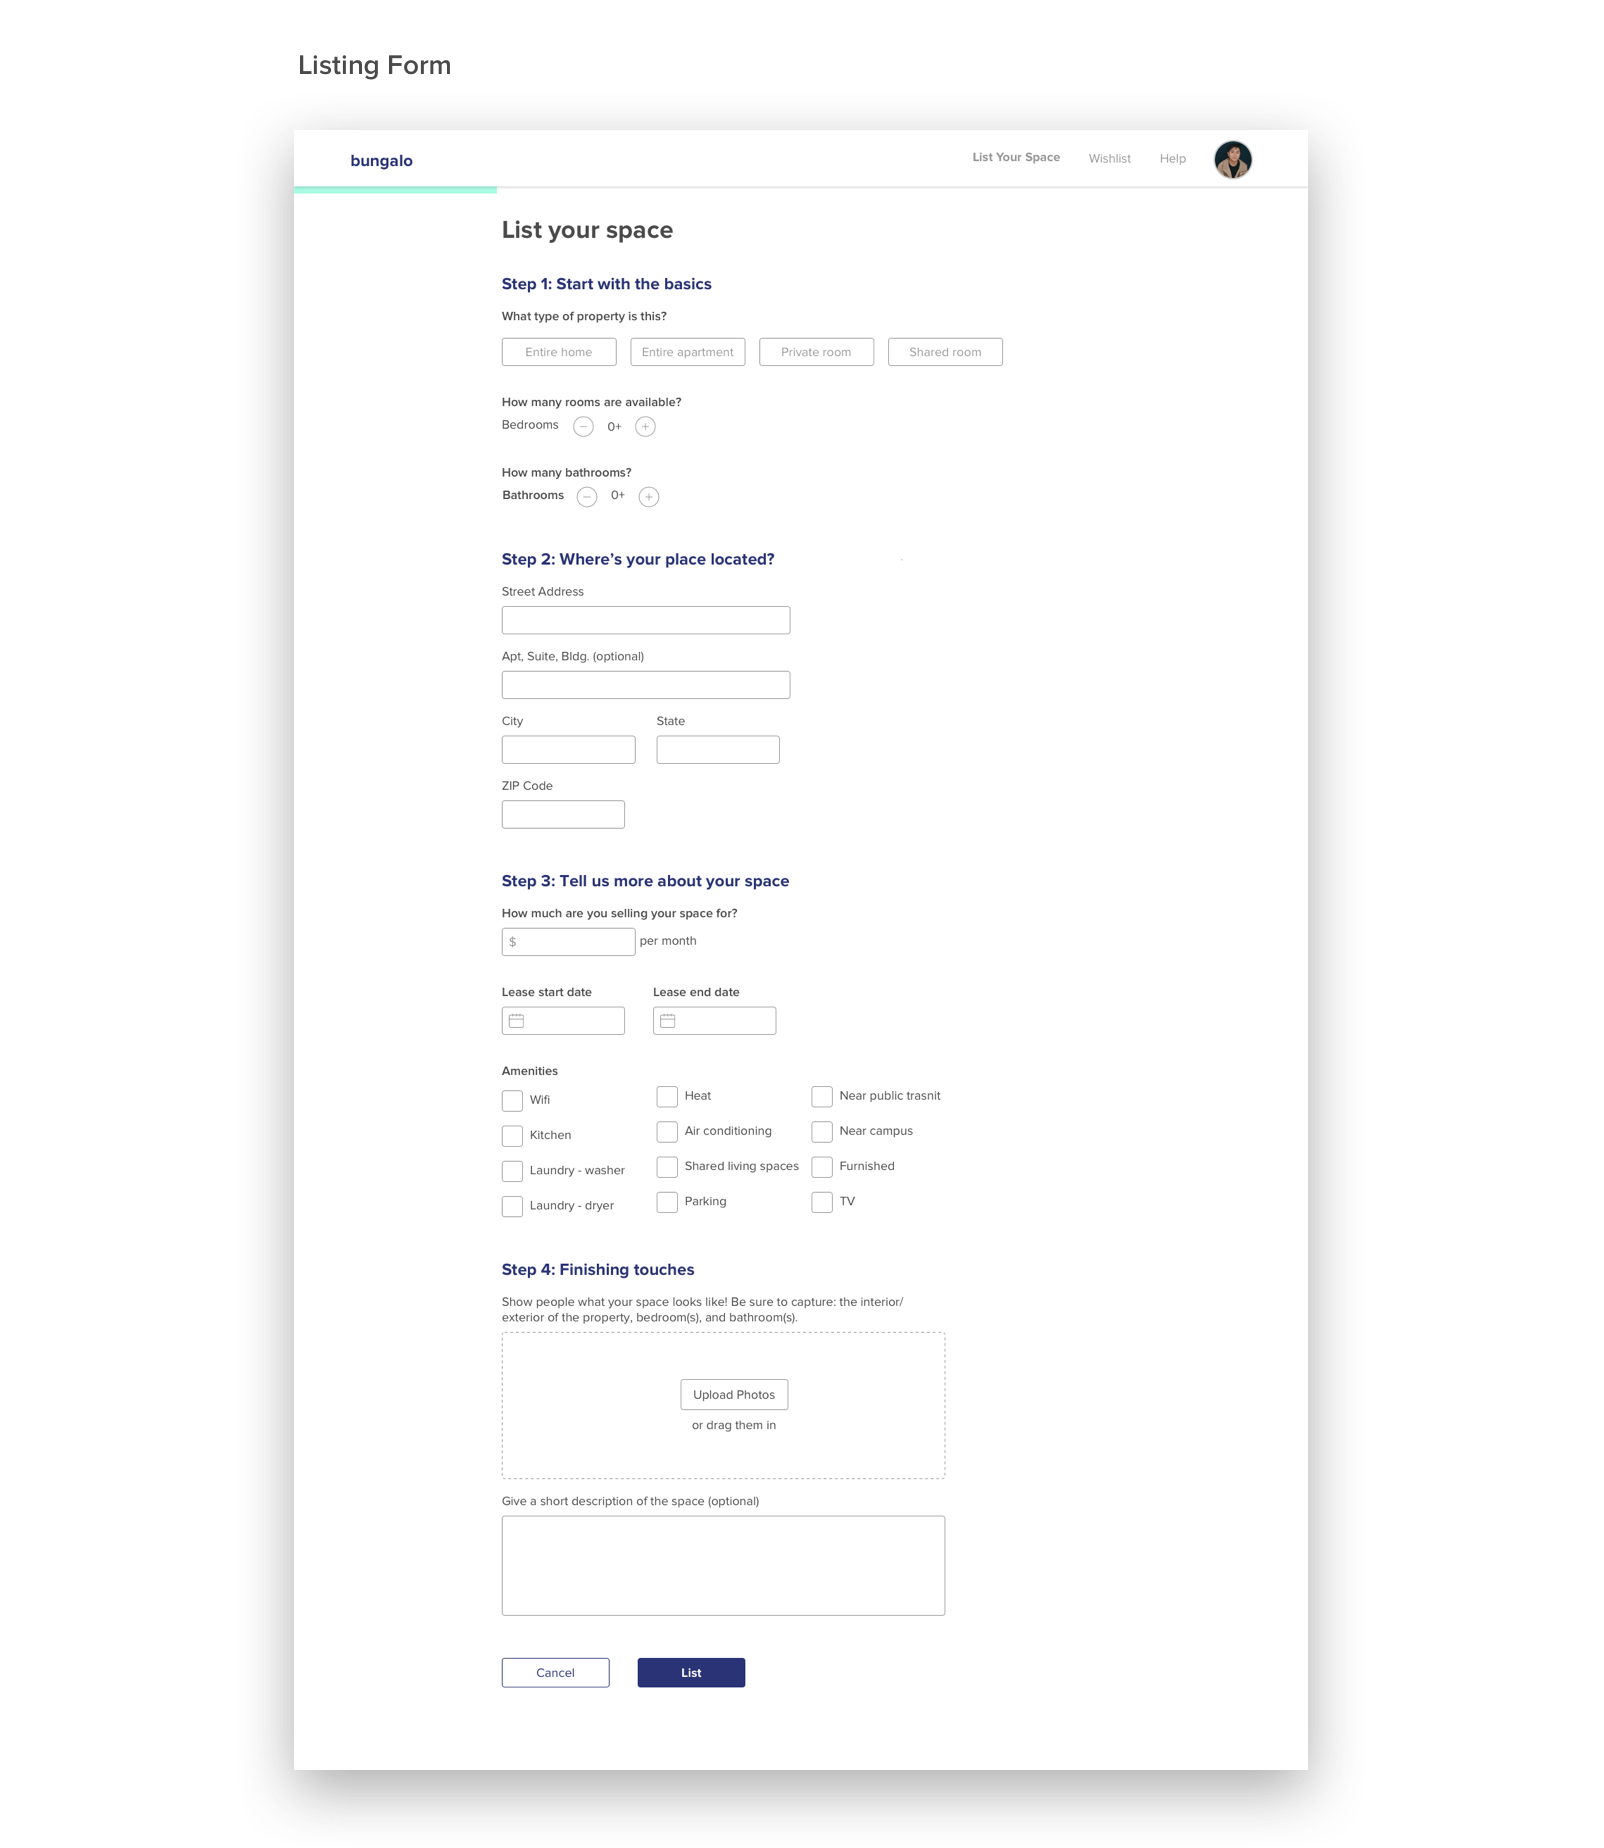 Listing Form
bungalo
List Your Space
Wishlist
Help
List your space
Step 1: Start with the basics
What type of property is this?
Entire home
Entire apartment
Private room
Shared room
How many rooms are available?
Bedrooms
−
0+
+
How many bathrooms?
Bathrooms
−
0+
+
Step 2: Where’s your place located?
Street Address
Apt, Suite, Bldg. (optional)
City
State
ZIP Code
Step 3: Tell us more about your space
How much are you selling your space for?
$
per month
Lease start date
Lease end date
Amenities
Wifi
Kitchen
Laundry - washer
Laundry - dryer
Heat
Air conditioning
Shared living spaces
Parking
Near public trasnit
Near campus
Furnished
TV
Step 4: Finishing touches
Show people what your space looks like! Be sure to capture: the interior/
exterior of the property, bedroom(s), and bathroom(s).
Upload Photos
or drag them in
Give a short description of the space (optional)
Cancel
List